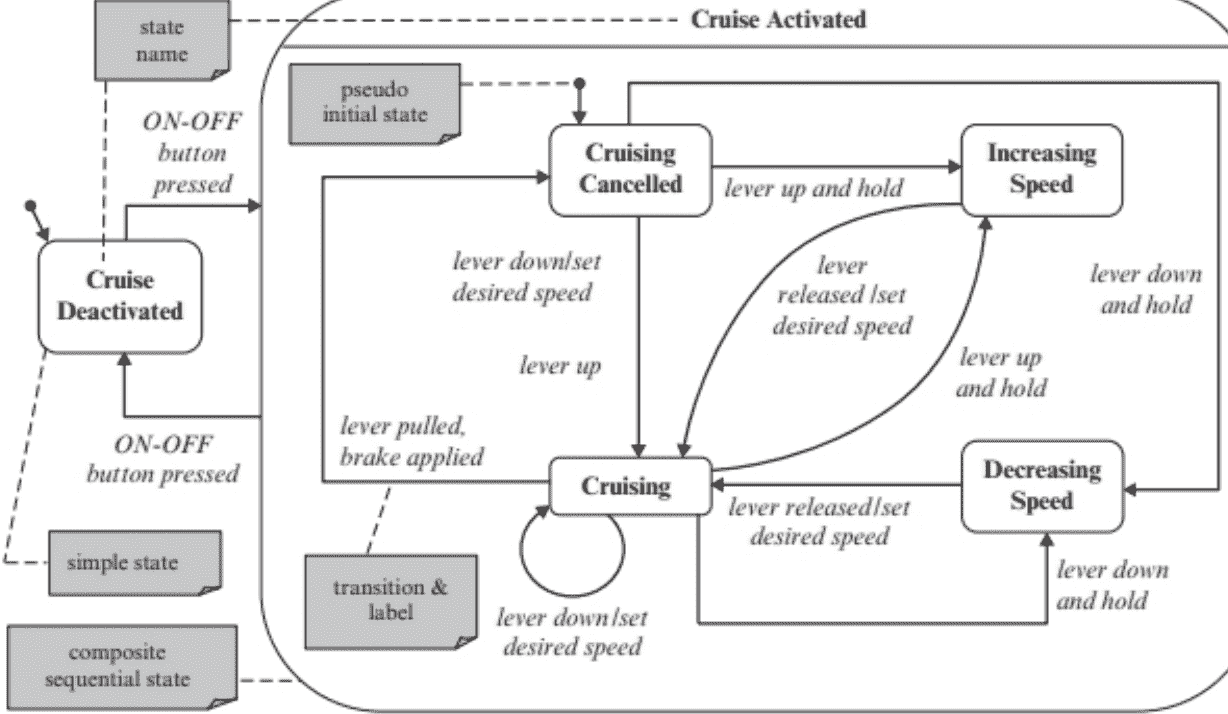 state
name
Cruise Activated
pseudo
initial state
ON-OFF
button
pressed
Cruising
Cancelled
lever up and hold
Increasing
Speed
Cruise
Deactivated
lever down/set
desired speed
lever
released /set
desired speed
lever down
and hold
lever up
lever up
and hold
ON-OFF
button pressed
lever pulled,
brake applied
Cruising
lever released/set
desired speed
Decreasing
Speed
simple state
transition &
label
lever down/set
desired speed
lever down
and hold
composite
sequential state